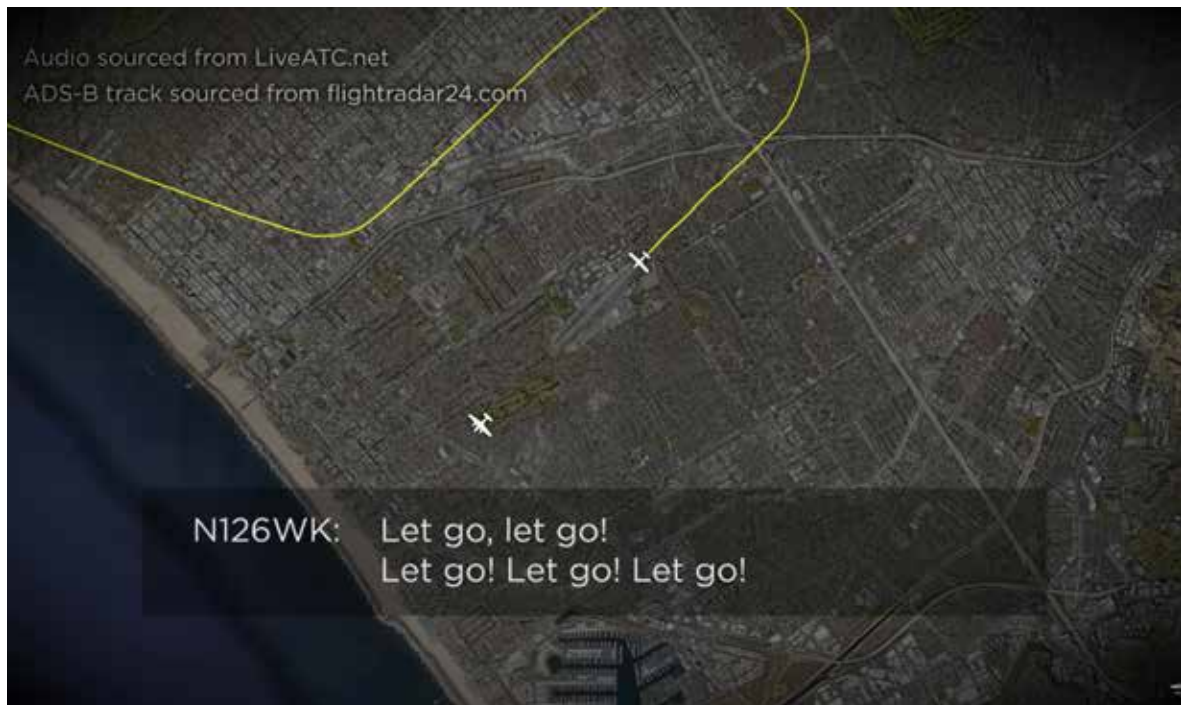 Audio sourced from LiveATC.net
ADS-B track sourced from flightradar24.com
N126WK: Let go, let go!
Let go! Let go! Let go!